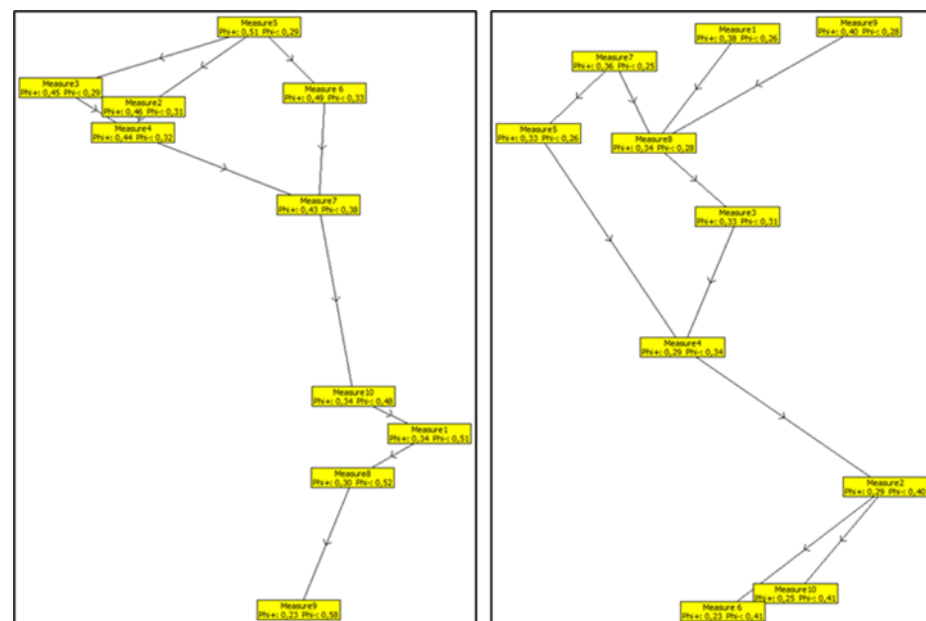 Measure5
Phi+: 0,51 Phi-: 0,29
Measure3
Phi+: 0,45 Phi-: 0,29
Measure 6
Phi+: 0,49 Phi-: 0,33
Measure2
Phi+: 0,46 Phi-: 0,31
Measure4
Phi+: 0,44 Phi-: 0,32
Measure7
Phi+: 0,43 Phi-: 0,38
Measure10
Phi+: 0,34 Phi-: 0,48
Measure1
Phi+: 0,34 Phi-: 0,51
Measure8
Phi+: 0,30 Phi-: 0,52
Measure9
Phi+: 0,23 Phi-: 0,58
Measure9
Phi+: 0,40 Phi-: 0,28
Measure1
Phi+: 0,38 Phi-: 0,26
Measure7
Phi+: 0,36 Phi-: 0,25
Measure5
Phi+: 0,33 Phi-: 0,26
Measure8
Phi+: 0,34 Phi-: 0,28
Measure3
Phi+: 0,33 Phi-: 0,31
Measure4
Phi+: 0,29 Phi-: 0,34
Measure2
Phi+: 0,29 Phi-: 0,40
Measure10
Phi+: 0,25 Phi-: 0,41
Measure 6
Phi+: 0,23 Phi-: 0,41